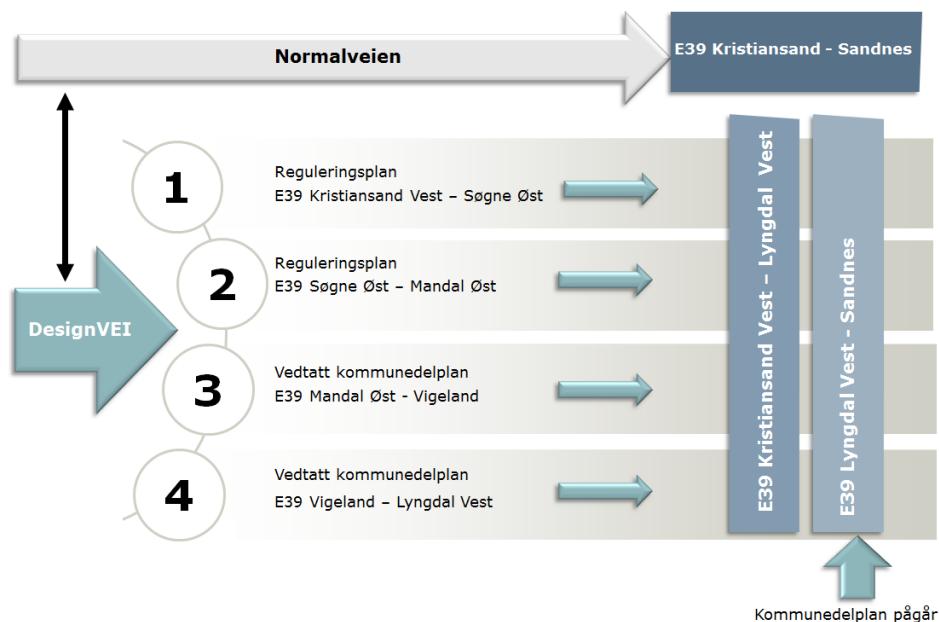 Normalveien
E39 Kristiansand - Sandnes
1
Reguleringsplan
E39 Kristiansand Vest – Søgne Øst
2
Reguleringsplan
E39 Søgne Øst – Mandal Øst
DesignVEI
3
Vedtatt kommunedelplan
E39 Mandal Øst - Vigeland
4
Vedtatt kommunedelplan
E39 Vigeland – Lyngdal Vest
E39 Kristiansand Vest – Lyngdal Vest
E39 Lyngdal Vest - Sandnes
Kommunedelplan pågår